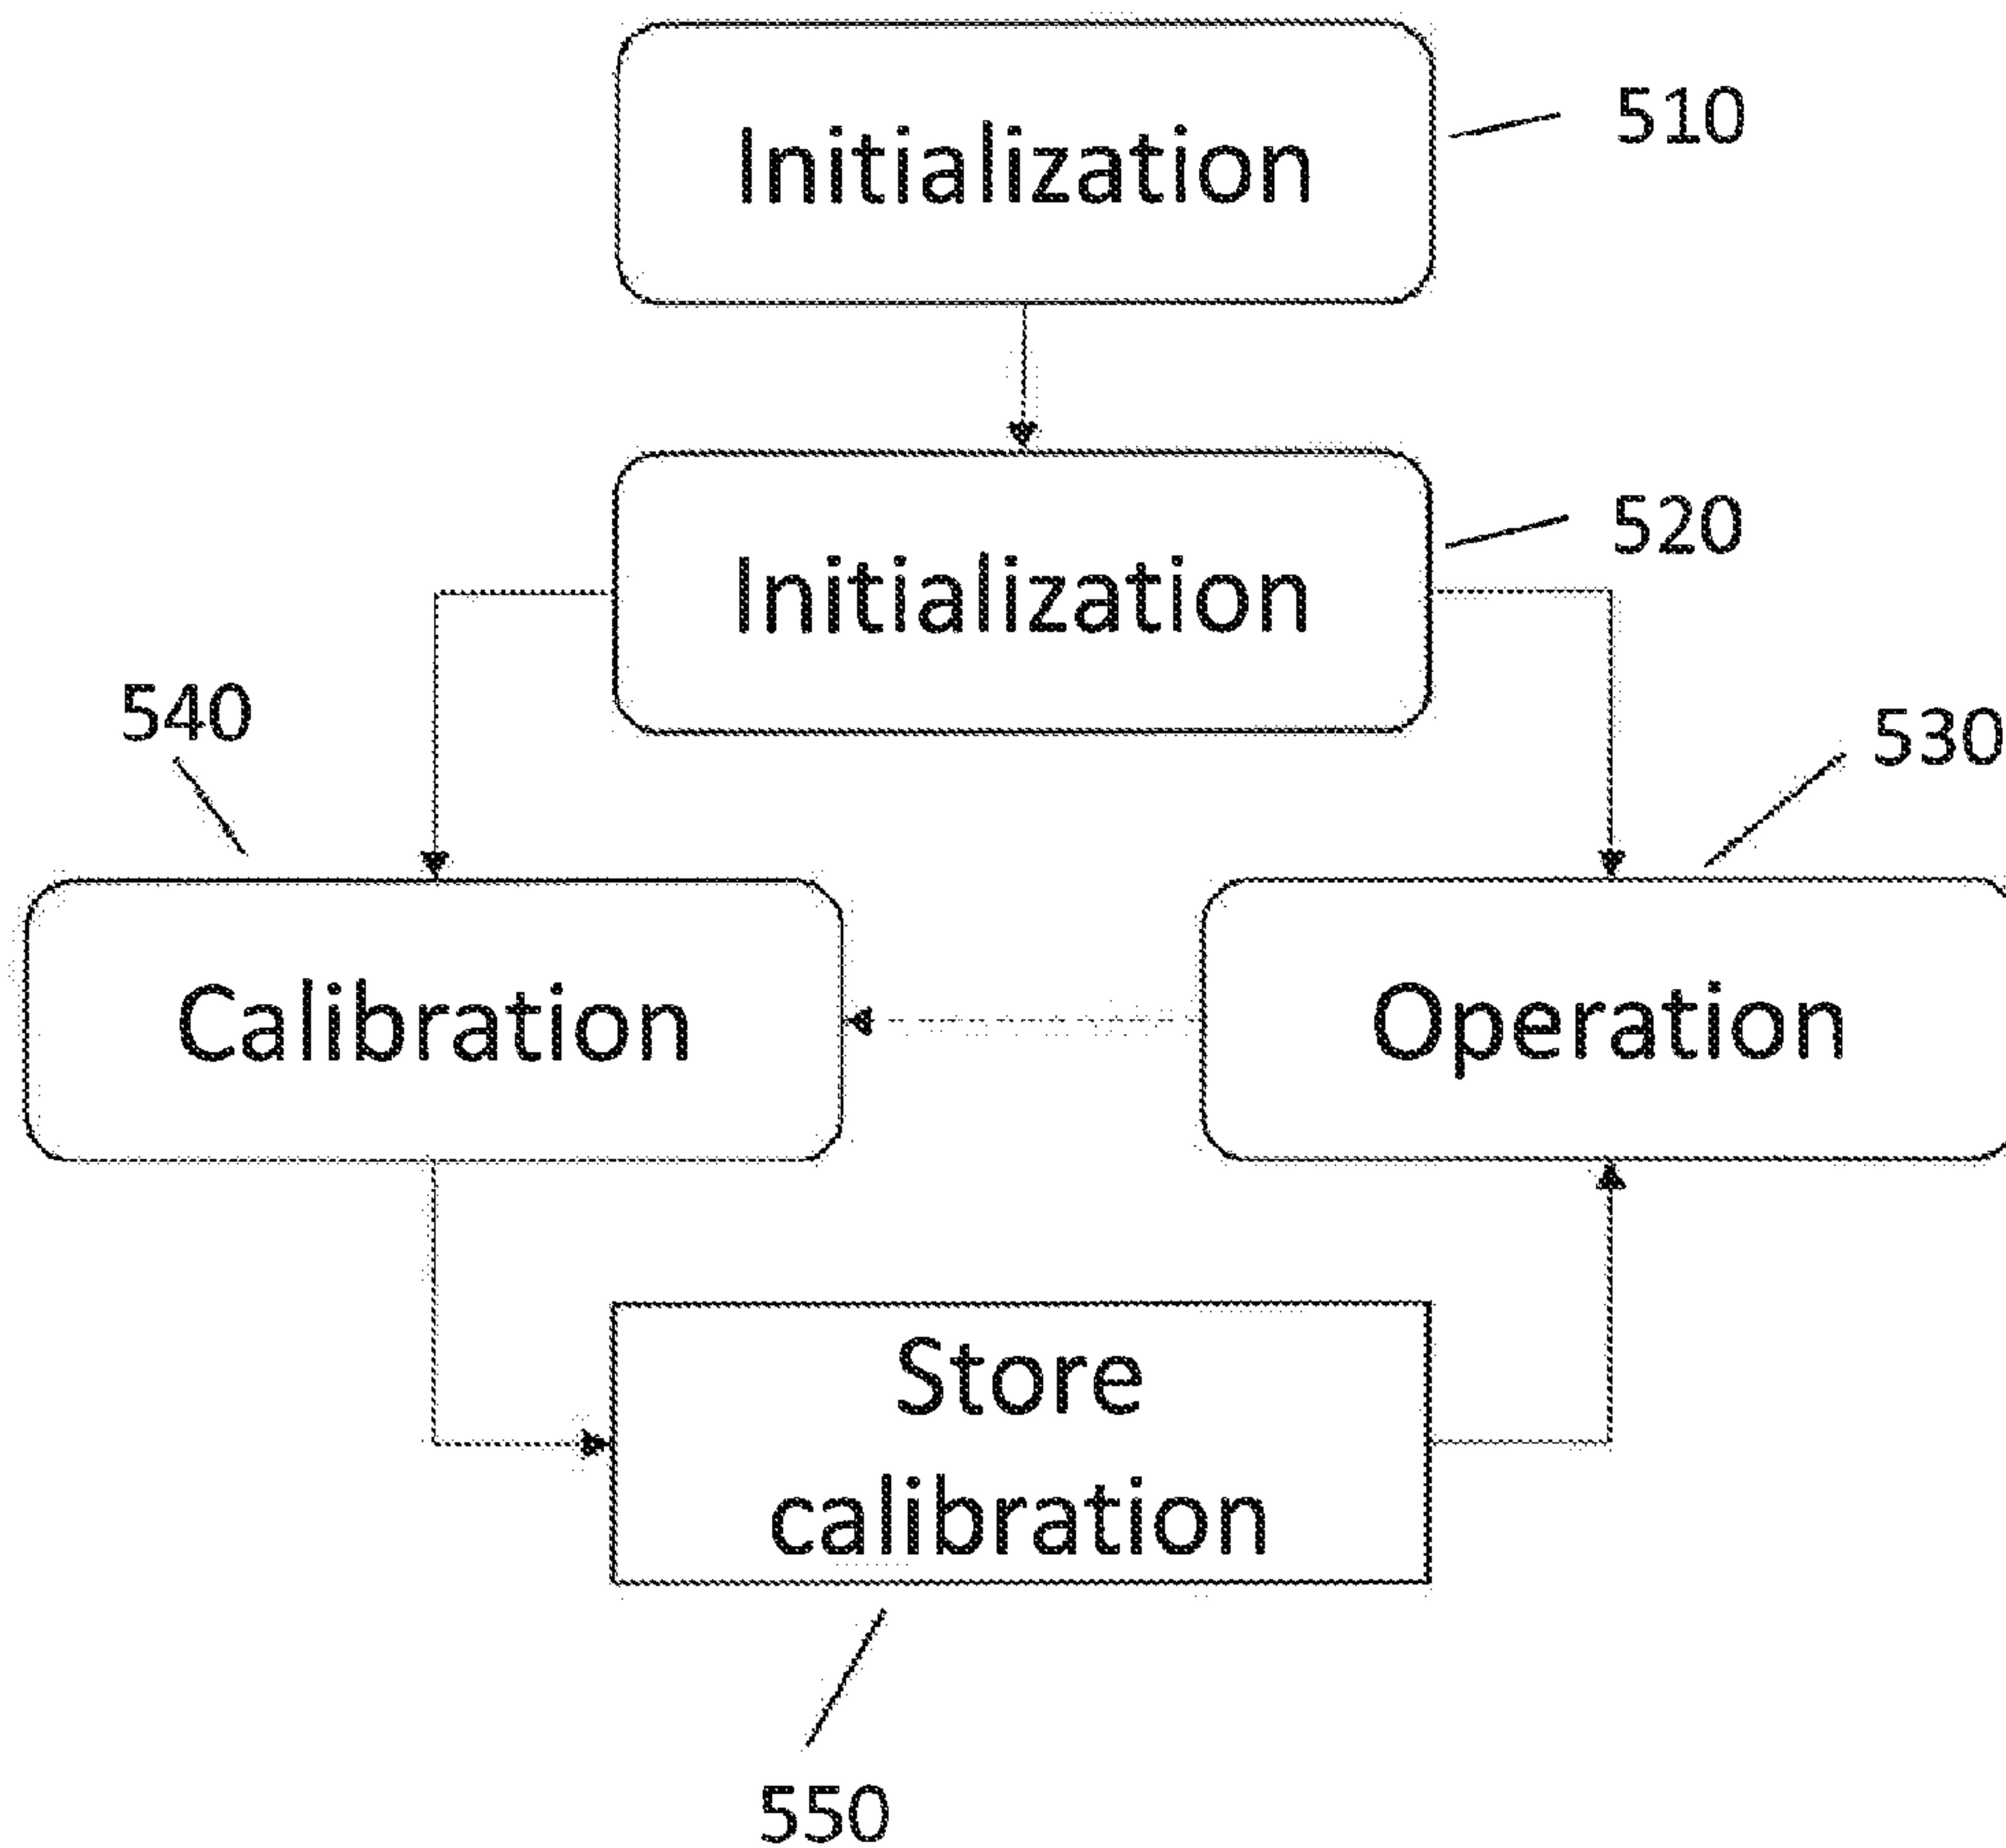 Initialization
510
Initialization
520
540
530
Calibration
Operation
Store
calibration
550